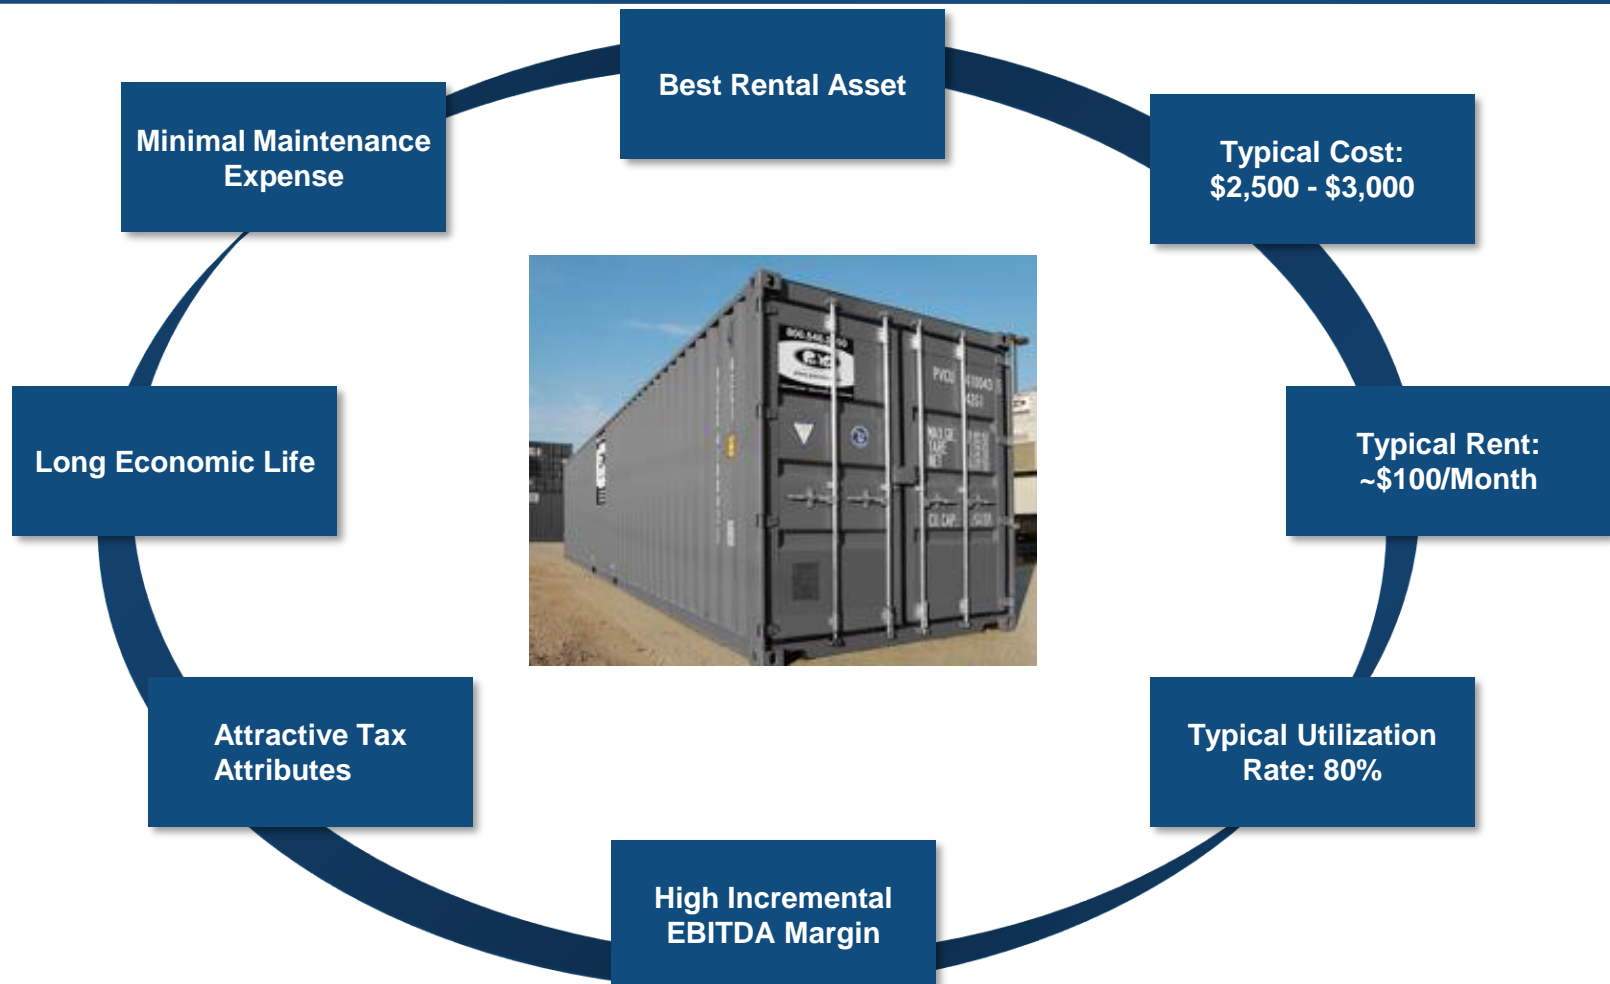 Best Rental Asset
Typical Cost:
$2,500 - $3,000
Typical Rent:
~$100/Month
Typical Utilization
Rate: 80%
High Incremental
EBITDA Margin
Attractive Tax
Attributes
Long Economic Life
Minimal Maintenance
Expense
PVCU